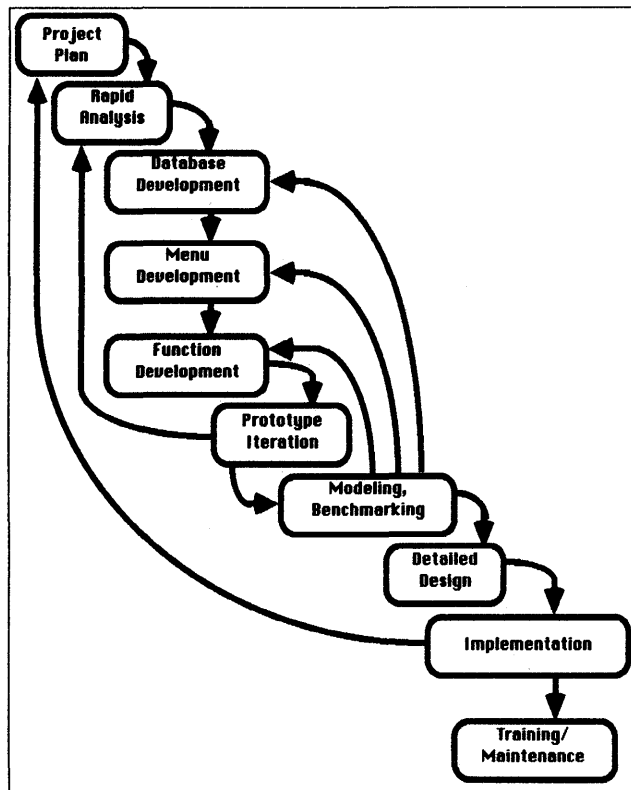 Project
Plan
Rapid
Analysis
Database
Development
Menu
Development
Function
Development
Prototype
Iteration
Modeling,
Benchmarking
Detailed
Design
Implementation
Training/
Maintenance